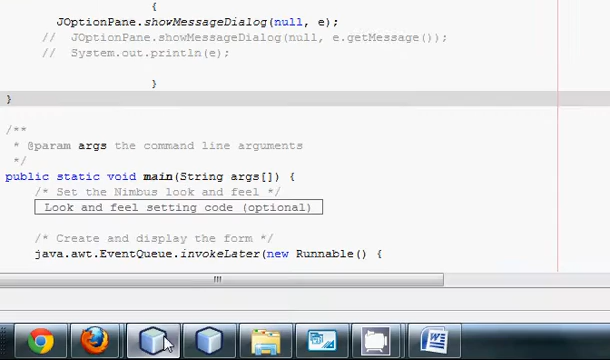 {
JOptionPane.showMessageDialog(null, e);
// JOptionPane.showMessageDialog(null, e.getMessage());
// System.out.println(e);
}
}
/**
* @param args the command line arguments
*/
public static void main(String args[]) {
/* Set the Nimbus look and feel */
Look and feel setting code (optional)
/* Create and display the form */
java.awt.EventQueue.invokeLater(new Runnable() {
W